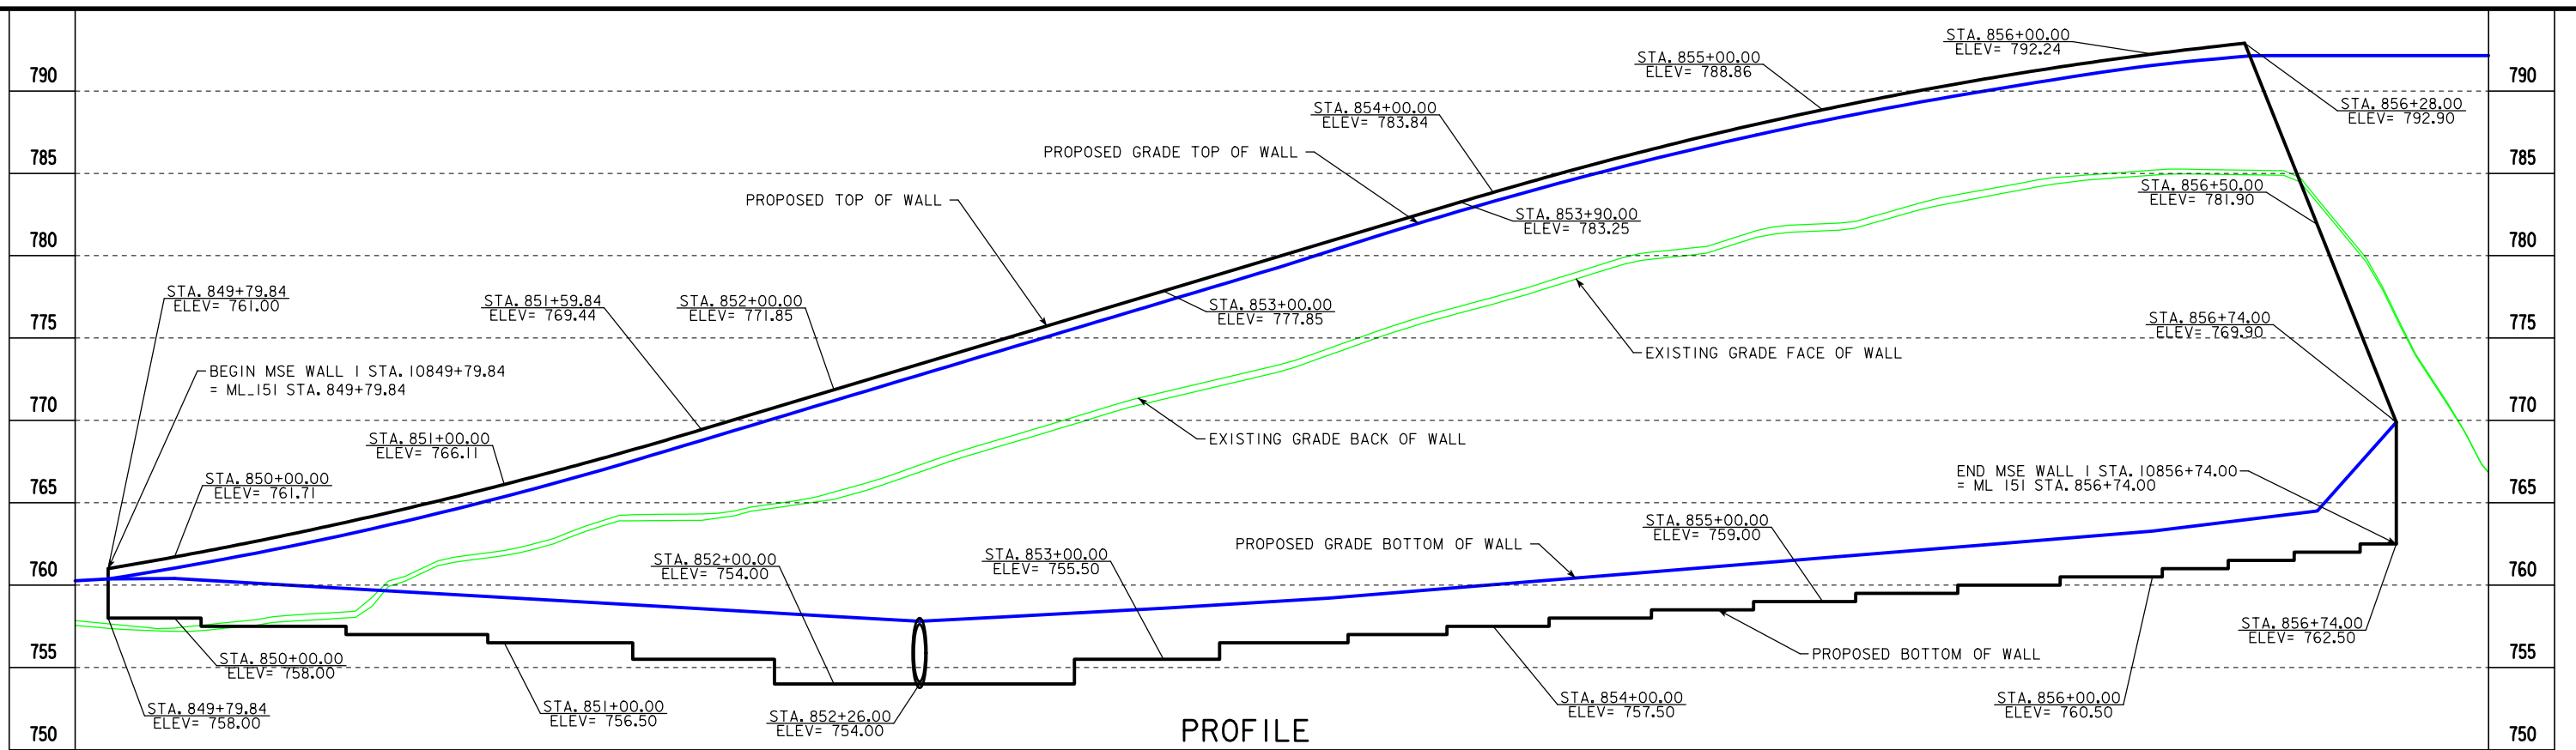 STA. 856+00.00
ELEV= 792.24
STA. 855+00.00
ELEV= 788.86
790
790
STA. 854+00.00
ELEV= 783.84
STA. 856+28.00
ELEV= 792.90
PROPOSED GRADE TOP OF WALL
785
785
PROPOSED TOP OF WALL
STA. 856+50.00
ELEV= 781.90
STA. 853+90.00
ELEV= 783.25
780
780
STA. 849+79.84
ELEV= 761.00
STA. 851+59.84
ELEV= 769.44
STA. 852+00.00
ELEV= 771.85
STA. 853+00.00
ELEV= 777.85
775
775
STA. 856+74.00
ELEV= 769.90
EXISTING GRADE FACE OF WALL
BEGIN MSE WALL 1 STA. 10849+79.84
= ML_151 STA. 849+79.84
770
770
STA. 851+00.00
ELEV= 766.11
EXISTING GRADE BACK OF WALL
STA. 850+00.00
ELEV= 761.71
765
765
END MSE WALL 1 STA. 10856+74.00
= ML 151 STA. 856+74.00
STA. 855+00.00
ELEV= 759.00
PROPOSED GRADE BOTTOM OF WALL
STA. 852+00.00
ELEV= 754.00
STA. 853+00.00
ELEV= 755.50
760
760
STA. 856+74.00
ELEV= 762.50
755
755
STA. 850+00.00
ELEV= 758.00
PROPOSED BOTTOM OF WALL
STA. 849+79.84
ELEV= 758.00
STA. 851+00.00
ELEV= 756.50
STA. 852+26.00
ELEV= 754.00
STA. 854+00.00
ELEV= 757.50
STA. 856+00.00
ELEV= 760.50
750
PROFILE
750